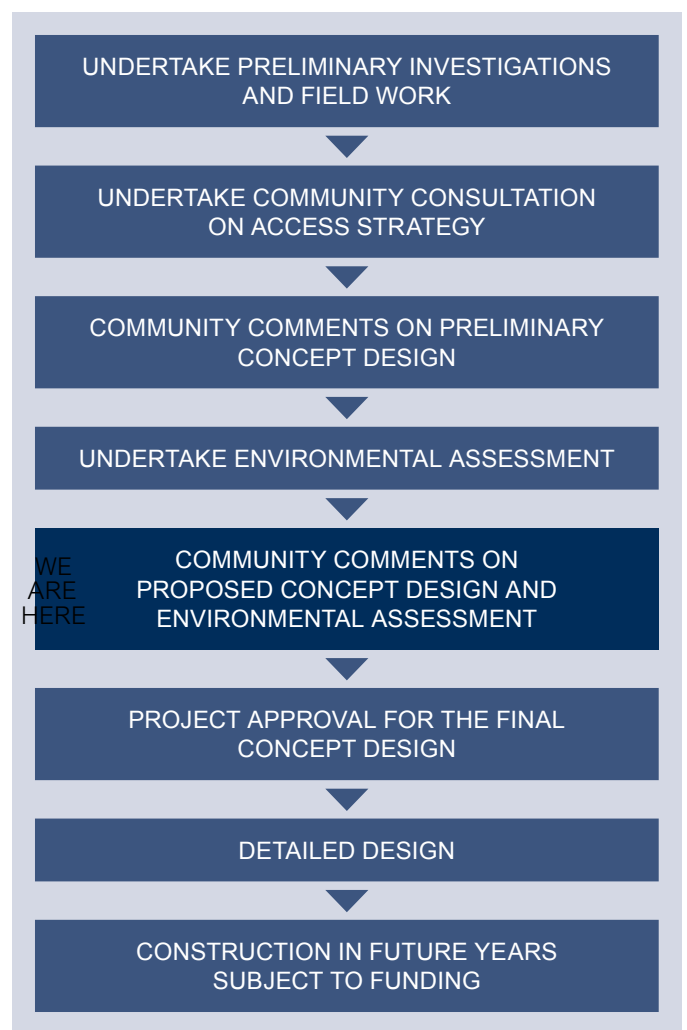 UNDERTAKE PRELIMINARY INVESTIGATIONS
AND FIELD WORK
UNDERTAKE COMMUNITY CONSULTATION
ON ACCESS STRATEGY
COMMUNITY COMMENTS ON PRELIMINARY
CONCEPT DESIGN
UNDERTAKE ENVIRONMENTAL ASSESSMENT
WE
ARE
HERE
COMMUNITY COMMENTS ON
PROPOSED CONCEPT DESIGN AND
ENVIRONMENTAL ASSESSMENT
PROJECT APPROVAL FOR THE FINAL
CONCEPT DESIGN
DETAILED DESIGN
CONSTRUCTION IN FUTURE YEARS
SUBJECT TO FUNDING